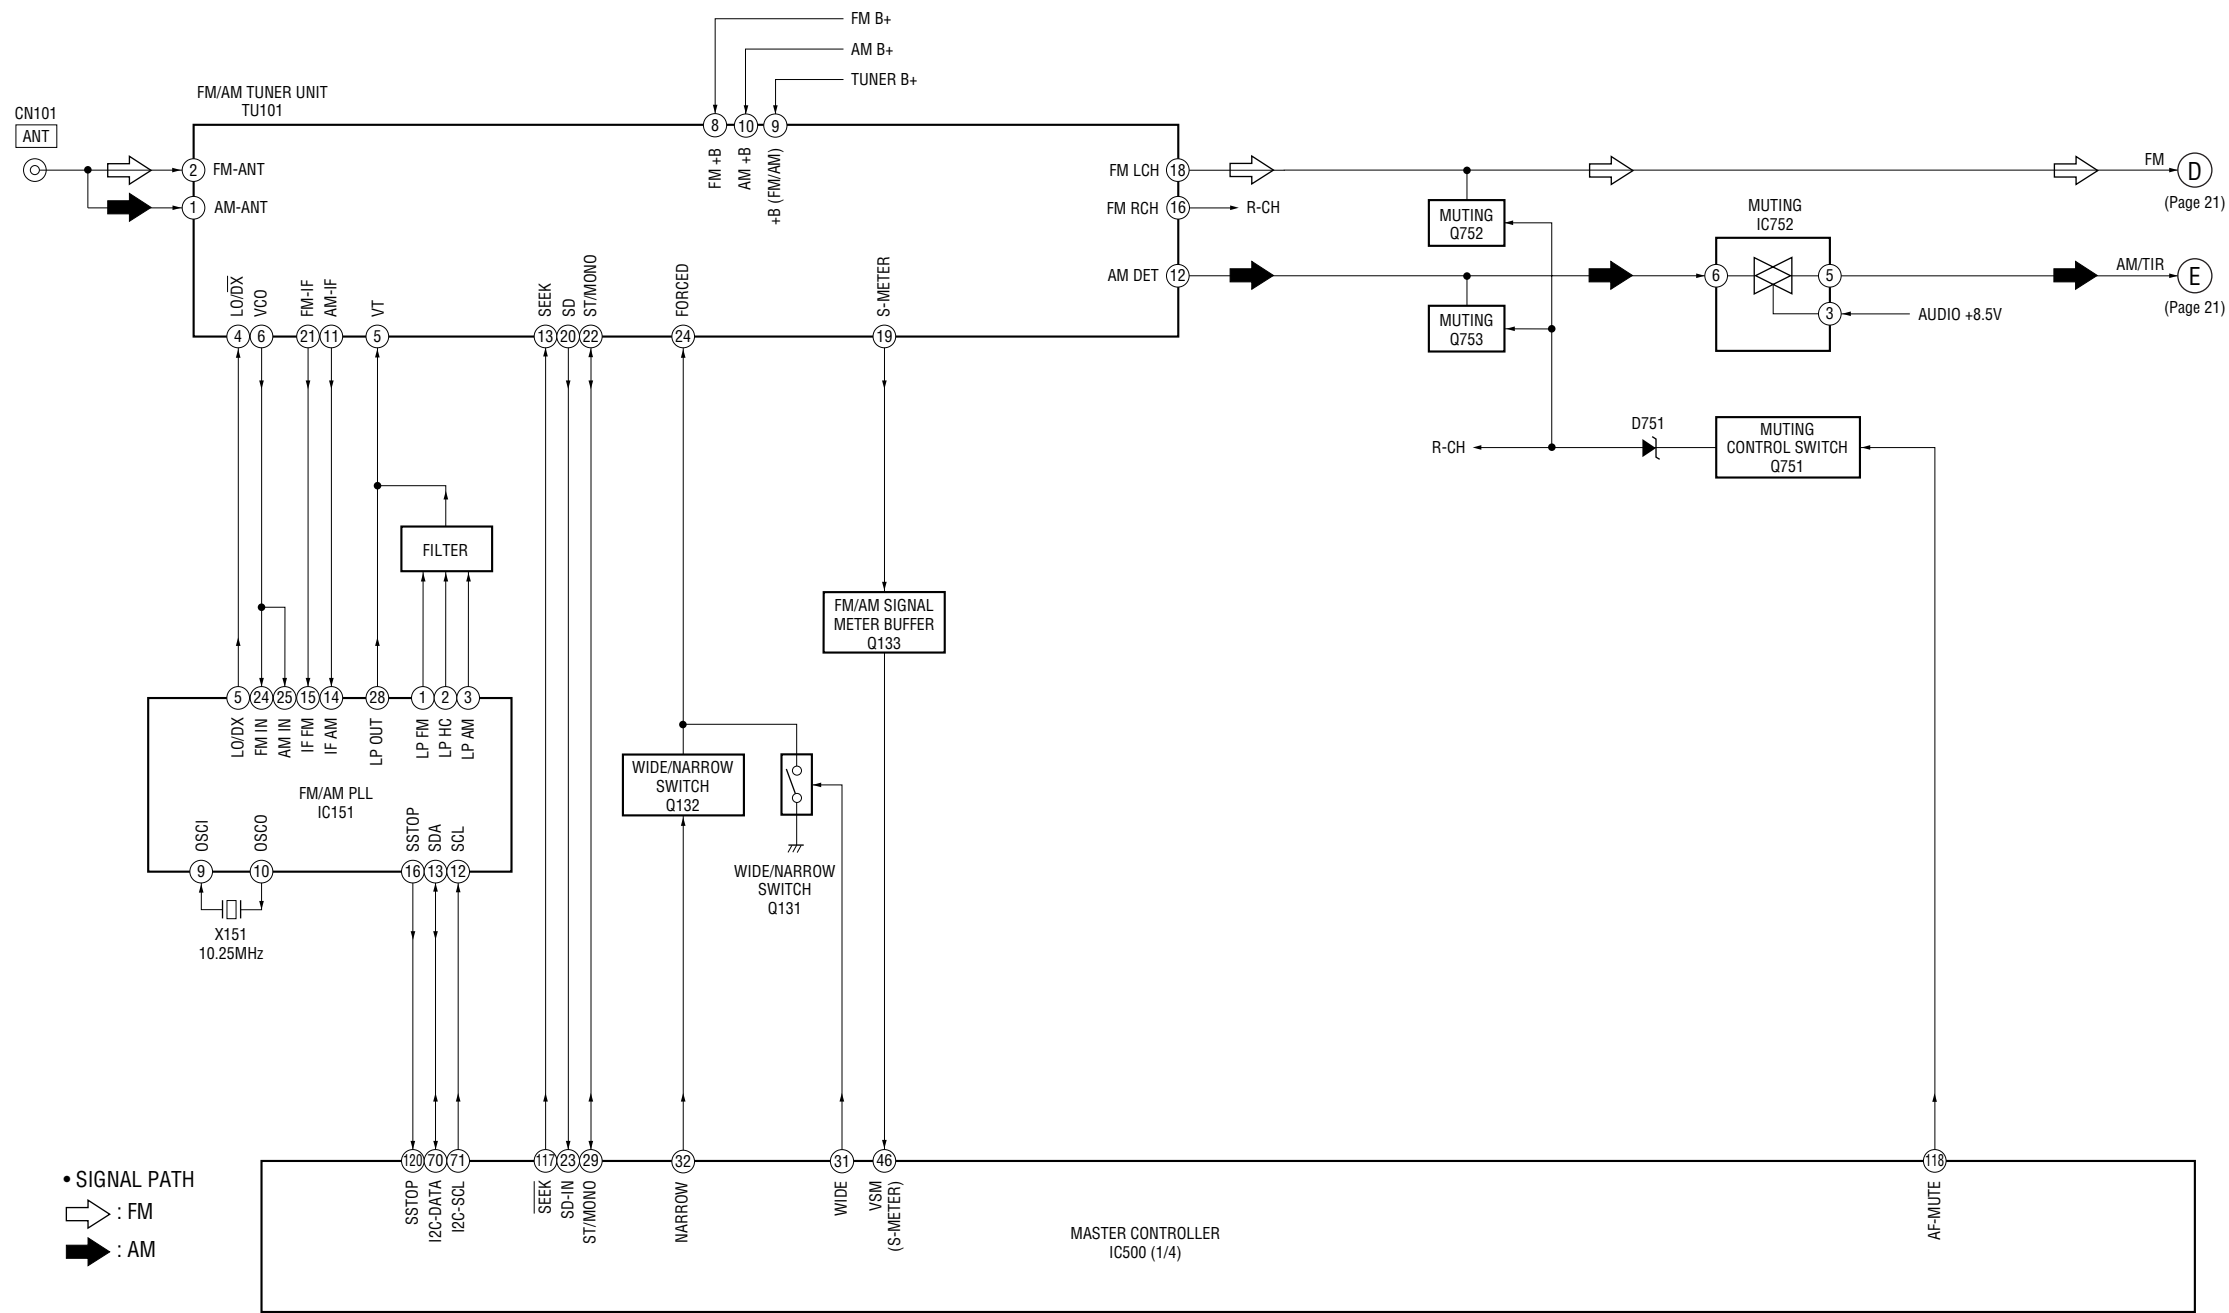 FM B+
AM B+
TUNER B+
FM/AM TUNER UNIT
TU101
CN101
ANT
8
10
9
FM +B
AM +B
+B (FM/AM)
2
FM-ANT
1
AM-ANT
FM LCH
18
FM RCH
16
R-CH
AM DET
12
FM
D
(Page 21)
MUTING
Q752
MUTING
IC752
6
5
3
AUDIO +8.5V
AM/TIR
E
(Page 21)
MUTING
Q753
LO/DX
VCO
FM-IF
AM-IF
VT
SEEK
SD
ST/MONO
FORCED
S-METER
4
6
21
11
5
13
20
22
24
19
R-CH
D751
MUTING
CONTROL SWITCH
Q751
FILTER
FM/AM SIGNAL
METER BUFFER
Q133
5
24
25
15
14
28
1
2
3
LO/DX
FM IN
AM IN
IF FM
IF AM
LP OUT
LP FM
LP HC
LP AM
FM/AM PLL
IC151
WIDE/NARROW
SWITCH
Q132
OSCI
OSCO
SSTOP
SDA
SCL
9
10
16
13
12
WIDE/NARROW
SWITCH
Q131
X151
10.25MHz
120
70
71
117
23
29
32
31
46
118
SSTOP
I2C-DATA
I2C-SCL
SEEK
SD-IN
ST/MONO
NARROW
WIDE
VSM
(S-METER)
AF-MUTE
MASTER CONTROLLER
IC500 (1/4)
• SIGNAL PATH
: FM
: AM